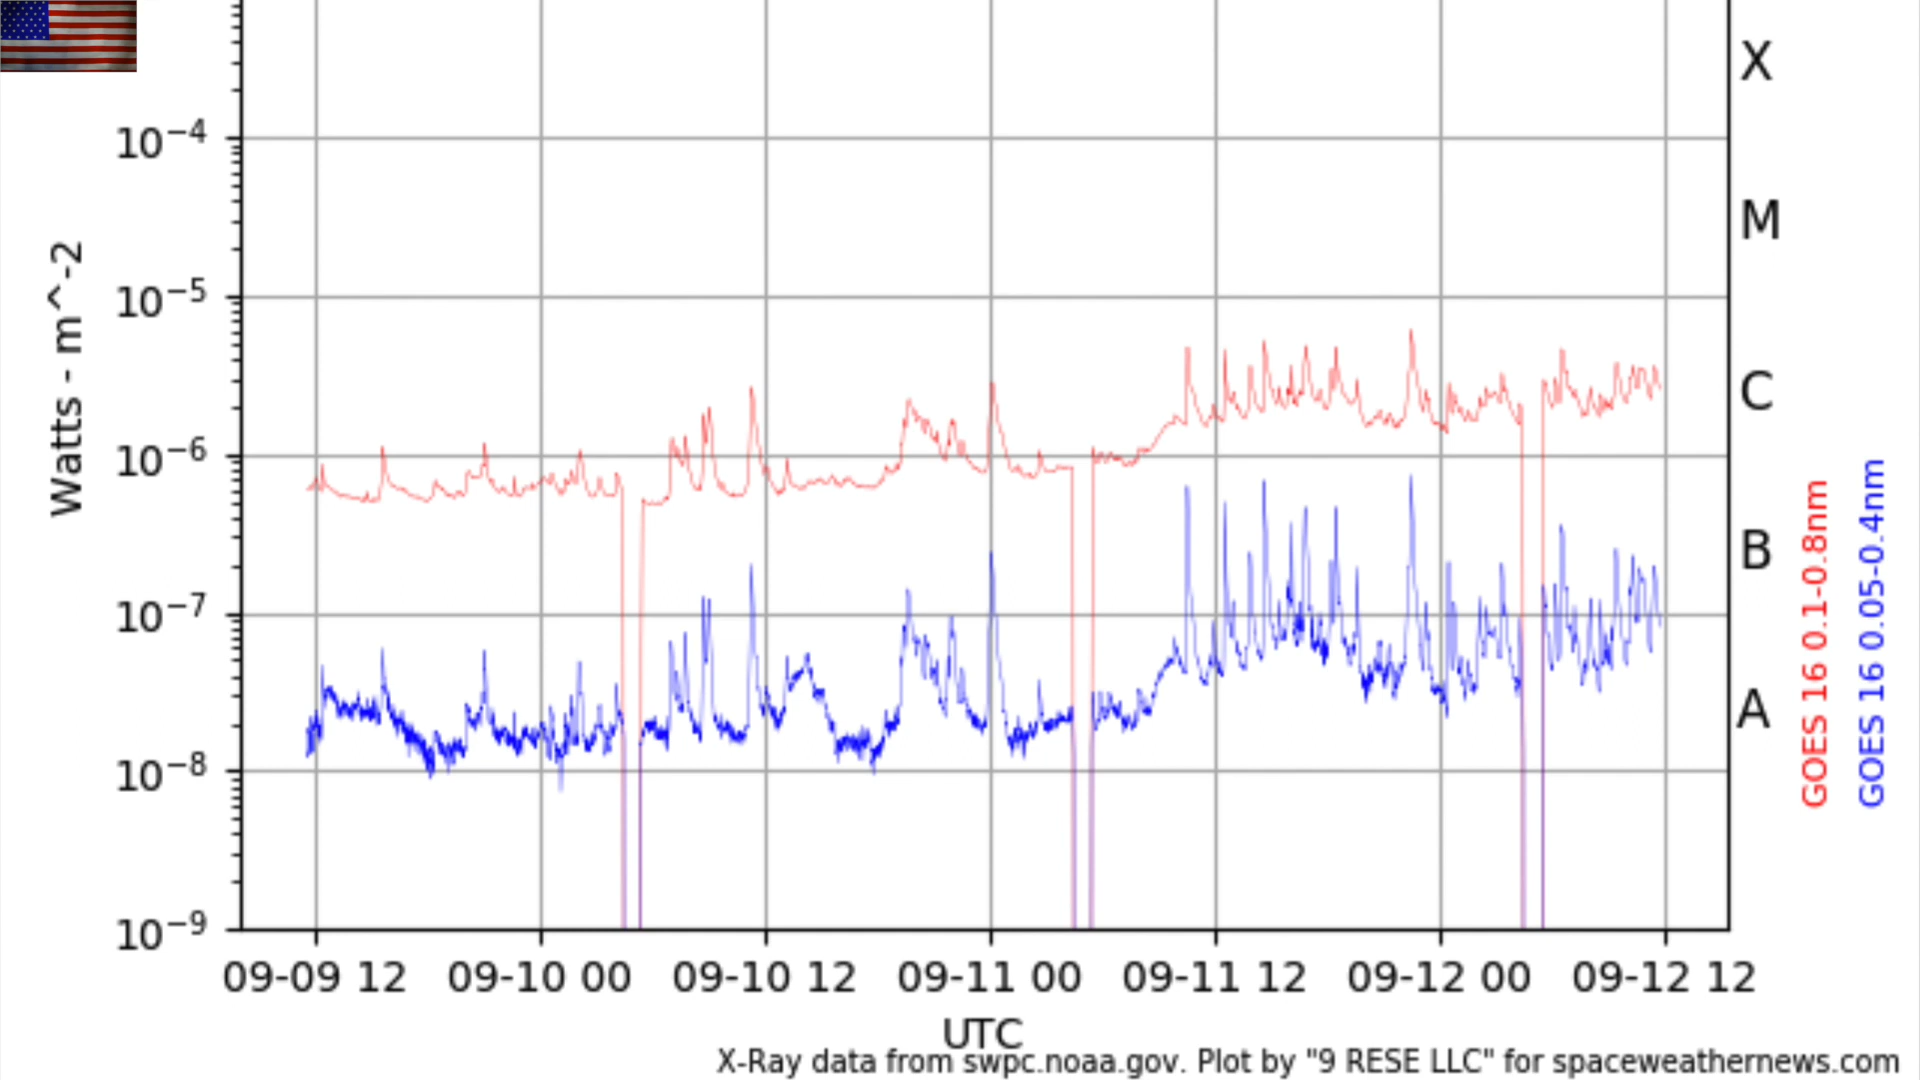 X
10−4
M
10−5
Watts - m^-2
C
10−6
B
10−7
A
10−8
10−9
GOES 16 0.1-0.8nm
GOES 16 0.05-0.4nm
09-09 12 09-10 00 09-10 12 09-11 00 09-11 12 09-12 00 09-12 12
UTC
X-Ray data from swpc.noaa.gov. Plot by "9 RESE LLC" for spaceweathernews.com